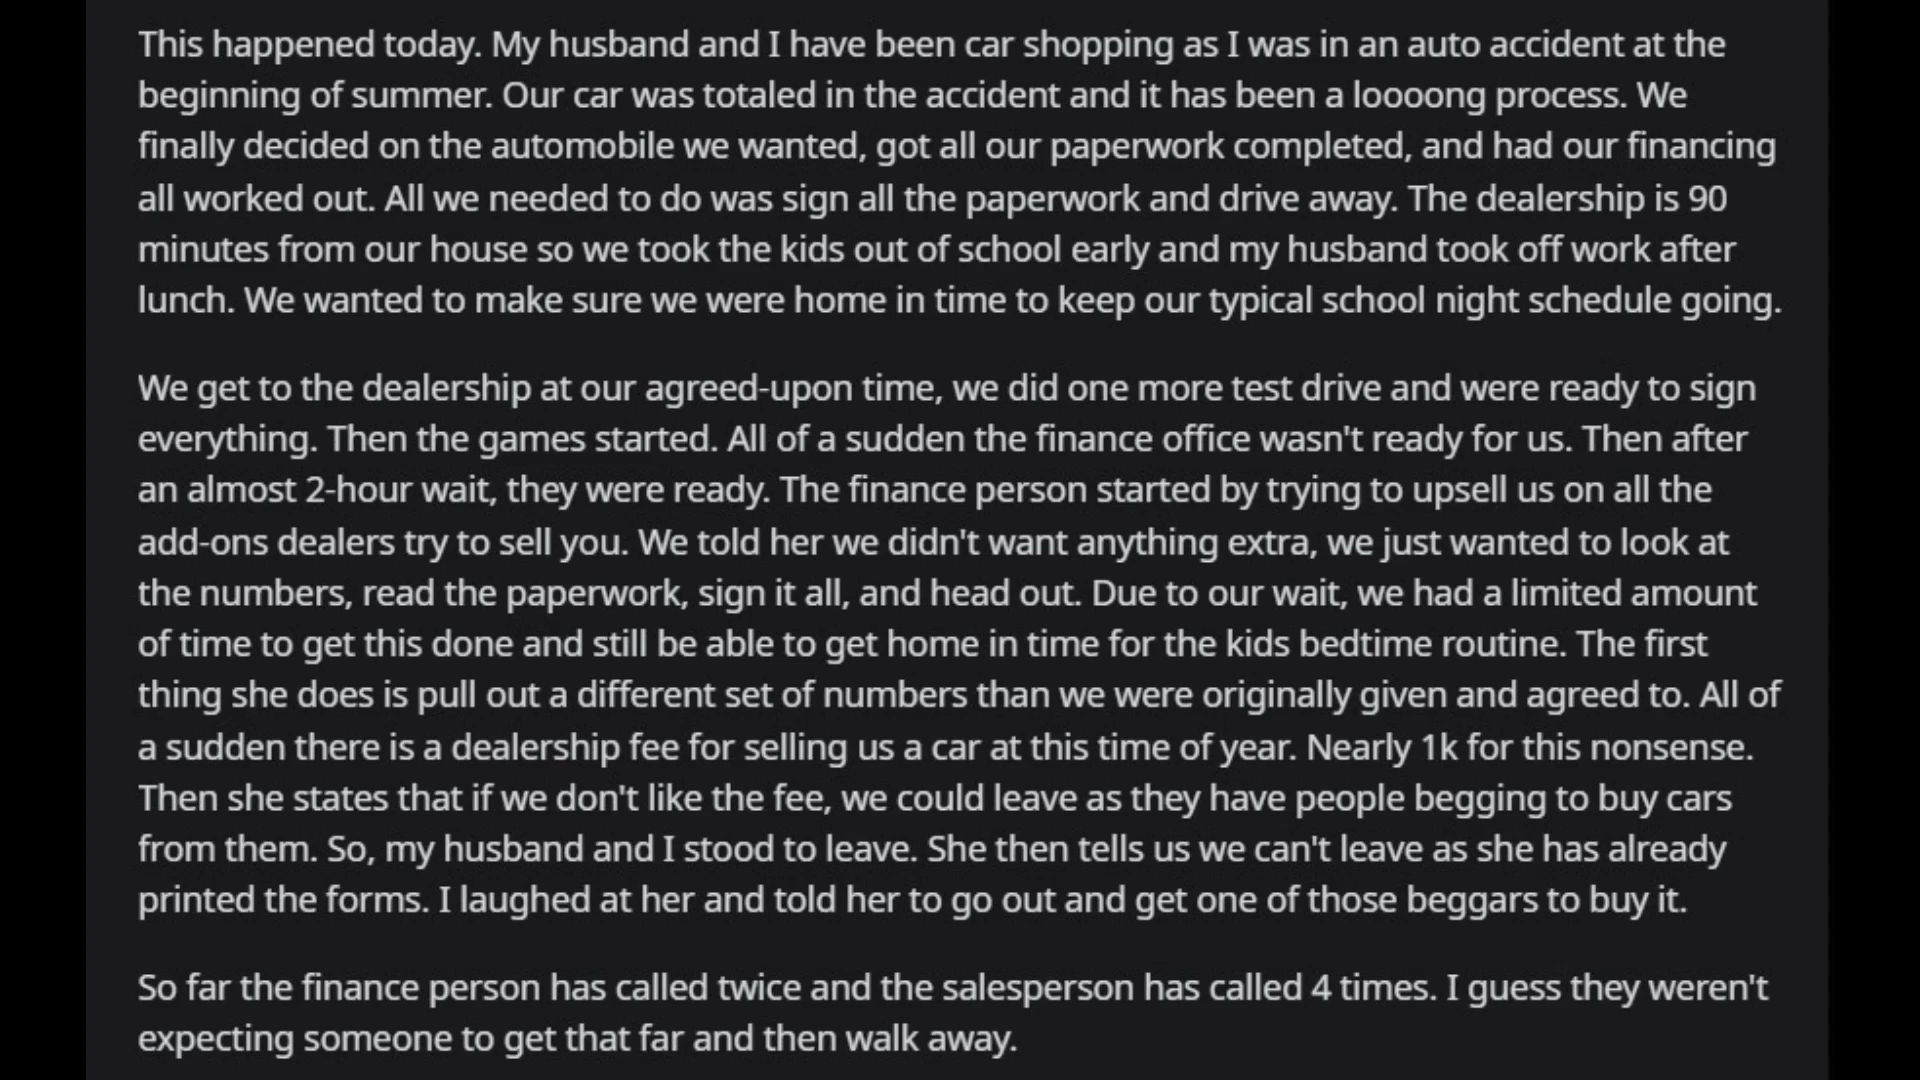 This happened today. My husband and I have been car shopping as I was in an auto accident at the
beginning of summer. Our car was totaled in the accident and it has been a loooong process. We
finally decided on the automobile we wanted, got all our paperwork completed, and had our financing
all worked out. All we needed to do was sign all the paperwork and drive away. The dealership is 90
minutes from our house so we took the kids out of school early and my husband took off work after
lunch. We wanted to make sure we were home in time to keep our typical school night schedule going.
We get to the dealership at our agreed-upon time, we did one more test drive and were ready to sign
everything. Then the games started. All of a sudden the finance office wasn't ready for us. Then after
an almost 2-hour wait, they were ready. The finance person started by trying to upsell us on all the
add-ons dealers try to sell you. We told her we didn't want anything extra, we just wanted to look at
the numbers, read the paperwork, sign it all, and head out. Due to our wait, we had a limited amount
of time to get this done and still be able to get home in time for the kids bedtime routine. The first
thing she does is pull out a different set of numbers than we were originally given and agreed to. All of
a sudden there is a dealership fee for selling us a car at this time of year. Nearly 1k for this nonsense.
Then she states that if we don't like the fee, we could leave as they have people begging to buy cars
from them. So, my husband and I stood to leave. She then tells us we can't leave as she has already
printed the forms. I laughed at her and told her to go out and get one of those beggars to buy it.
So far the finance person has called twice and the salesperson has called 4 times. I guess they weren't
expecting someone to get that far and then walk away.